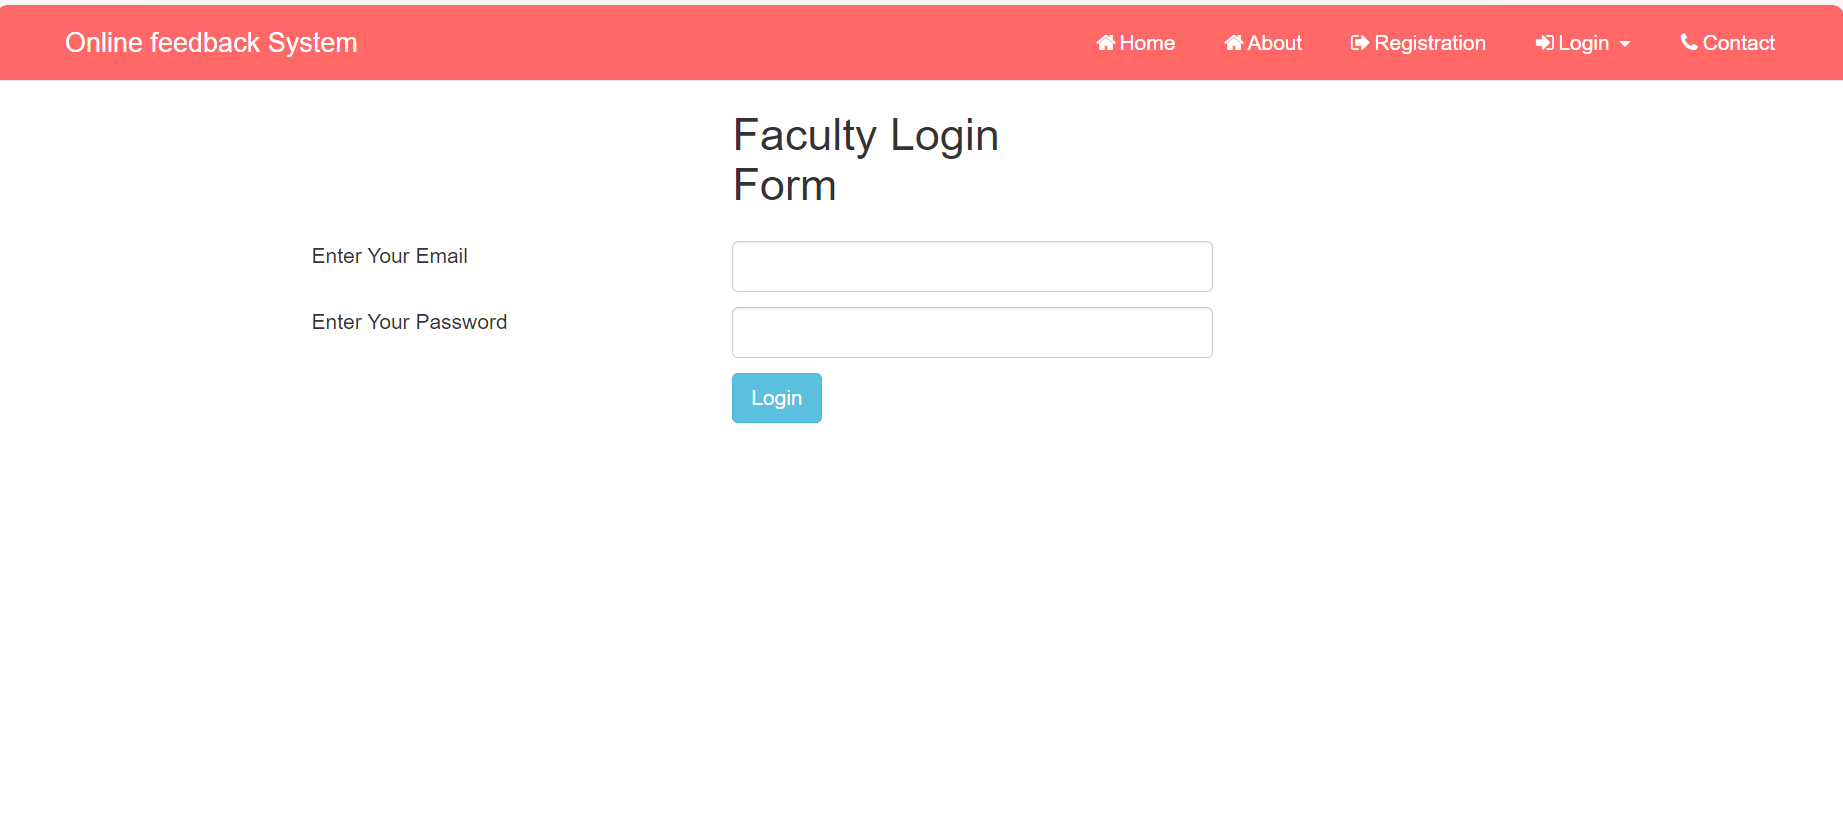 Online feedback System Home About Registration Login Contact
Faculty Login
Form
Enter Your Email
Enter Your Password
Login